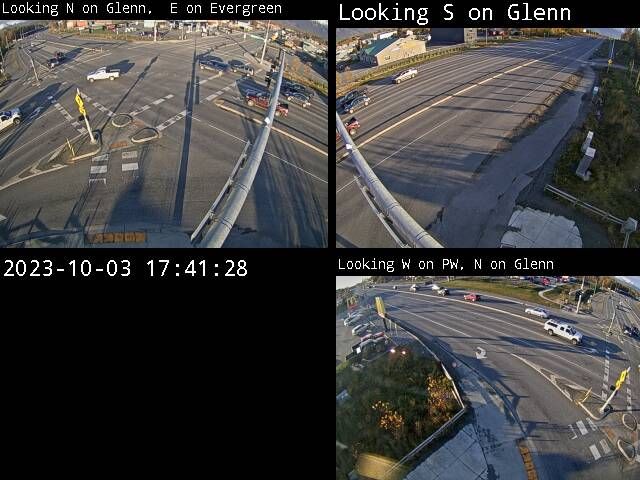 Looking N on Glenn, E on Evergreen
Looking S on Glenn
2023-10-03 17:41:28
Looking W on PW, N on Glenn